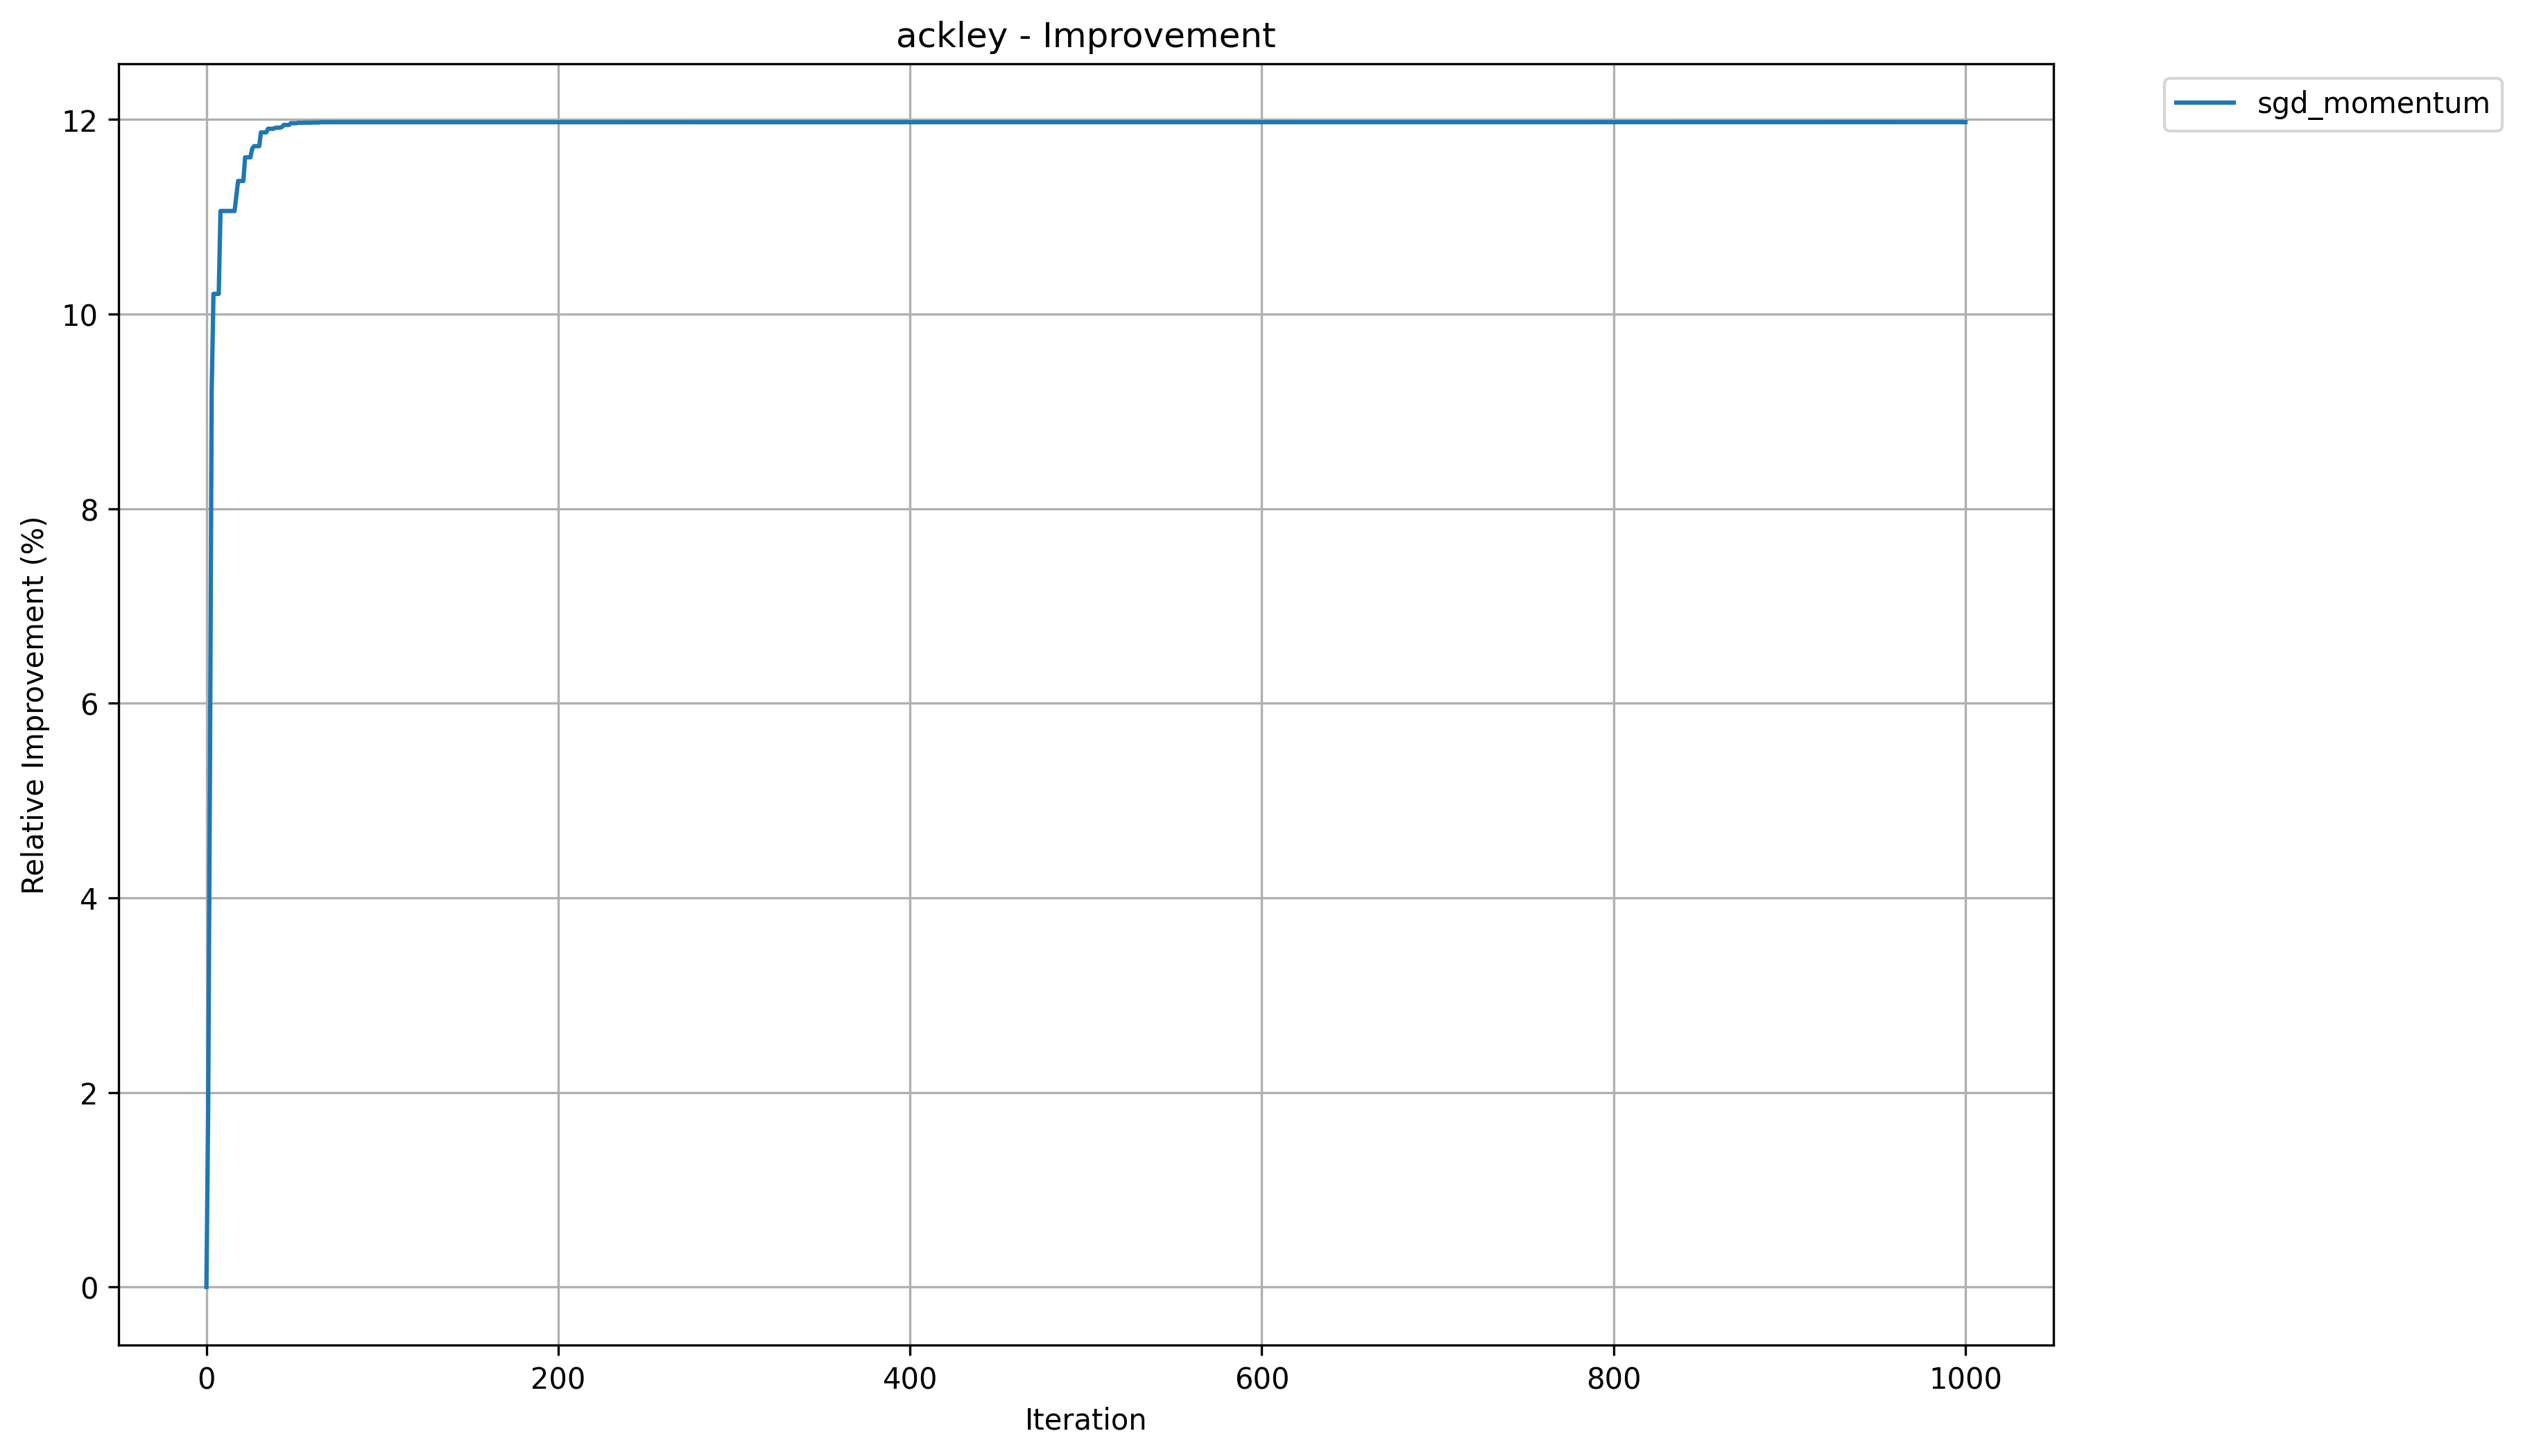 ackley - Improvement
sgd_momentum
Relative Improvement (%)
12
10
8
6
4
2
0
0 200 400 600 800 1000
Iteration